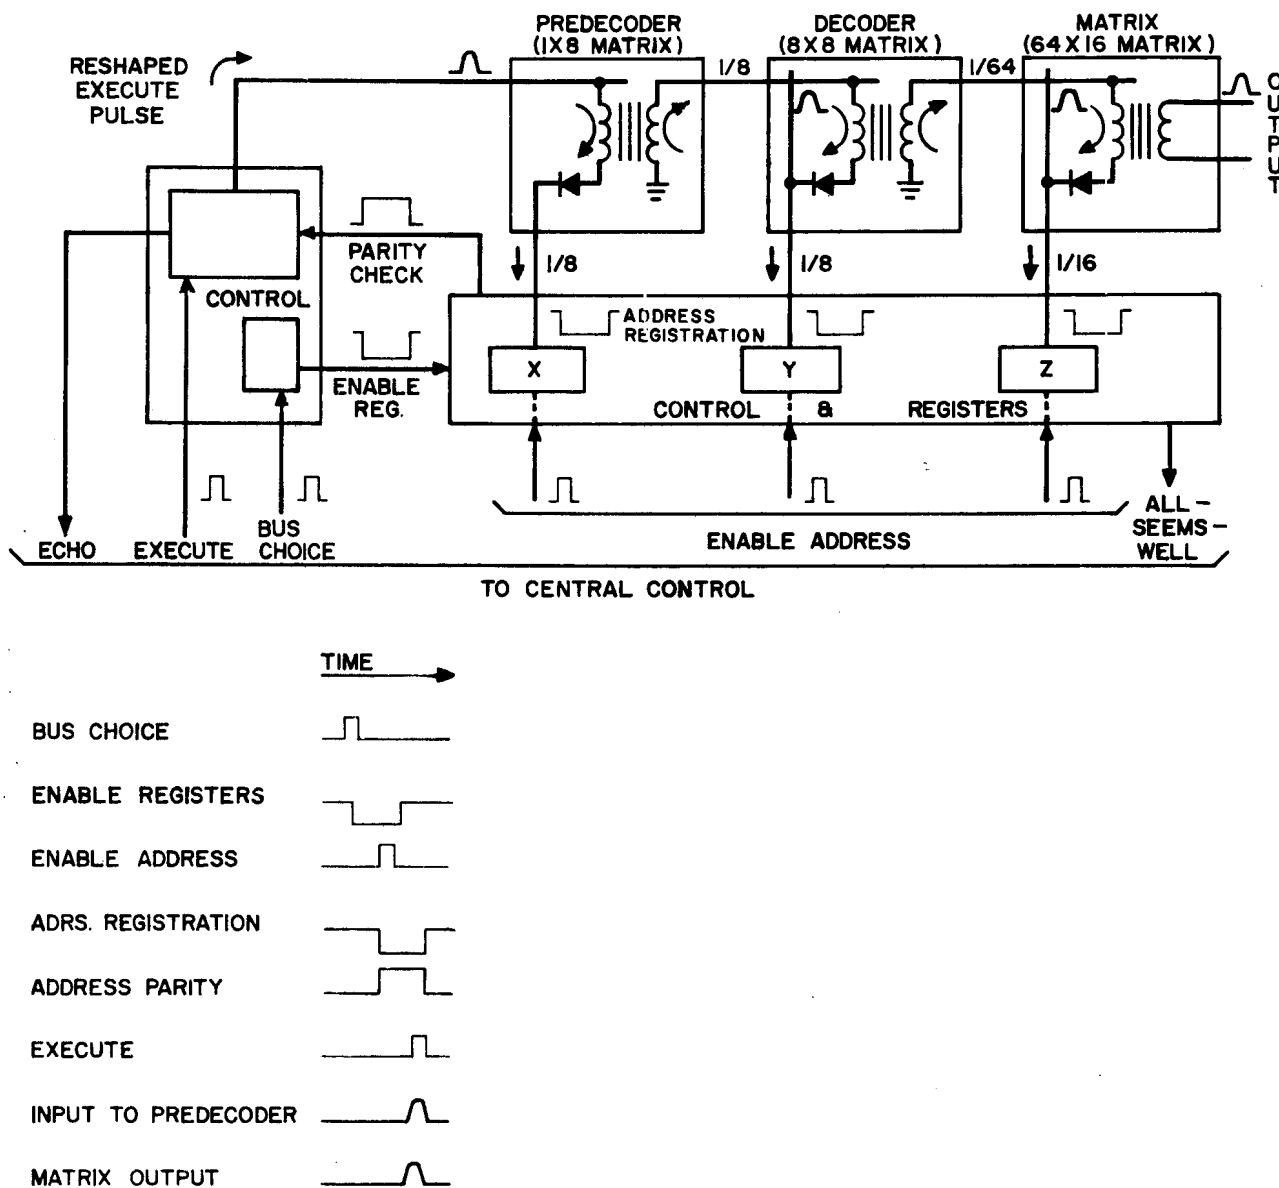 PREDECODER
(1X8 MATRIX)
DECODER
(8X8 MATRIX)
MATRIX
(64X16 MATRIX)
RESHAPED
EXECUTE
PULSE
1/8
1/64
OUTPUT
PARITY
CHECK
1/8
1/8
1/16
CONTROL
ADDRESS
REGISTRATION
X
Y
Z
ENABLE
REG.
CONTROL & REGISTERS
ECHO
EXECUTE
BUS
CHOICE
ENABLE ADDRESS
ALL-
SEEMS-
WELL
TO CENTRAL CONTROL
TIME
BUS CHOICE
ENABLE REGISTERS
ENABLE ADDRESS
ADRS. REGISTRATION
ADDRESS PARITY
EXECUTE
INPUT TO PREDECODER
MATRIX OUTPUT